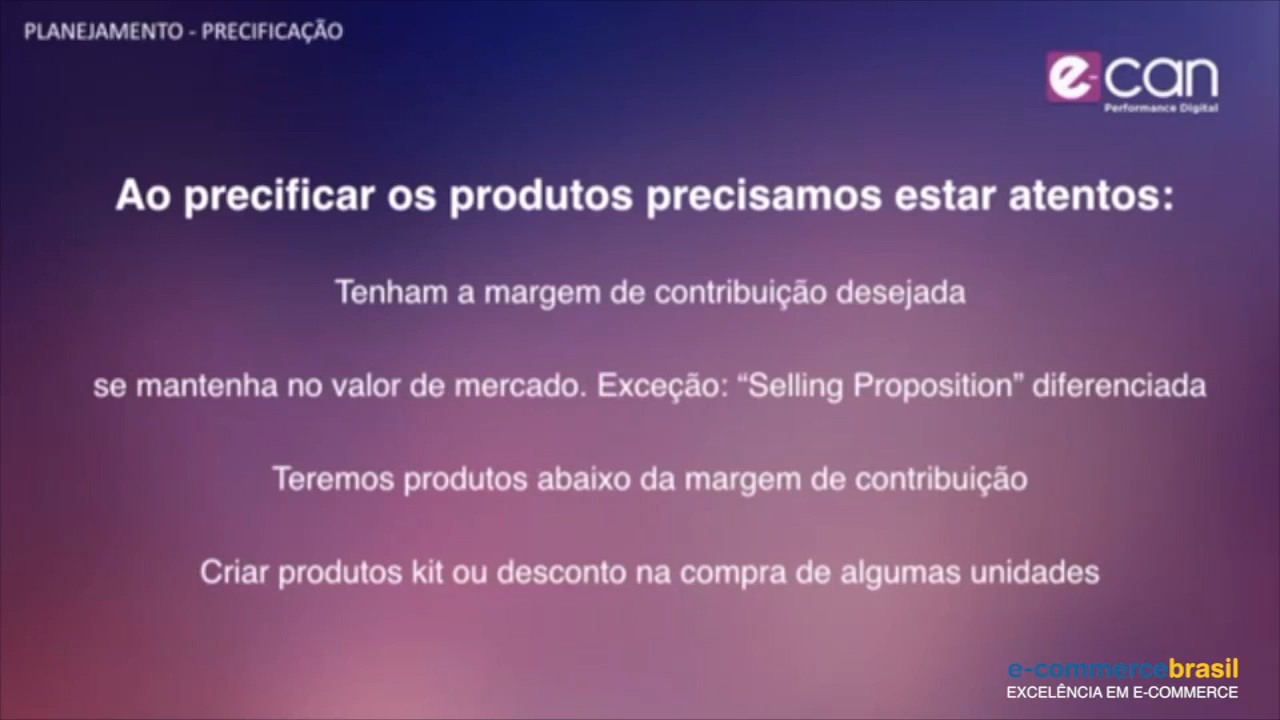 PLANEJAMENTO - PRECIFICAÇÃO
e-can
Performance Digital
Ao precificar os produtos precisamos estar atentos:
Tenham a margem de contribuição desejada
se mantenha no valor de mercado. Exceção: “Selling Proposition” diferenciada
Teremos produtos abaixo da margem de contribuição
Criar produtos kit ou desconto na compra de algumas unidades
e-commercebrasil
EXCELÊNCIA EM E-COMMERCE